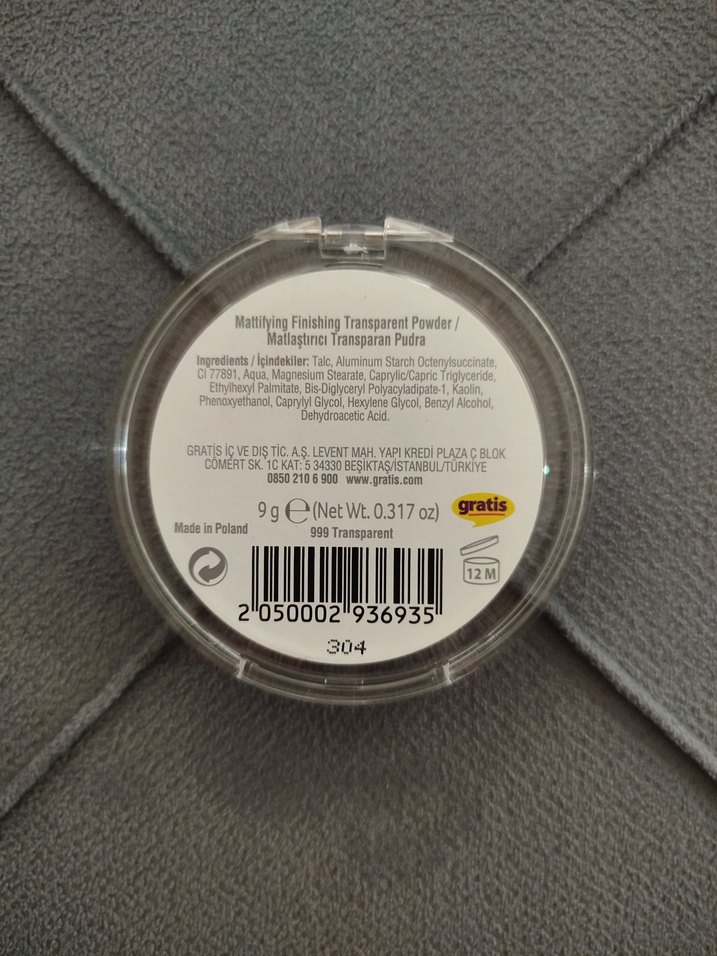 Mattifying Finishing Transparent Powder /
Matlaştırıcı Transparan Pudra
Ingredients / İçindekiler: Talc, Aluminum Starch Octenylsuccinate,
CI 77891, Aqua, Magnesium Stearate, Caprylic/Capric Triglyceride,
Ethylhexyl Palmitate, Bis-Diglyceryl Polyacyladipate-1, Kaolin,
Phenoxyethanol, Caprylyl Glycol, Hexylene Glycol, Benzyl Alcohol,
Dehydroacetic Acid.
GRATİS İÇ VE DIŞ TİC. A.Ş. LEVENT MAH. YAPI KREDİ PLAZA C BLOK
CÖMERT SK. 1C KAT: 5 34330 BEŞİKTAŞ/İSTANBUL/TÜRKİYE
0850 210 6 900 www.gratis.com
9 g ℮ (Net Wt. 0.317 oz)
gratis
Made in Poland
999 Transparent
12 M
2 050002 936935
304